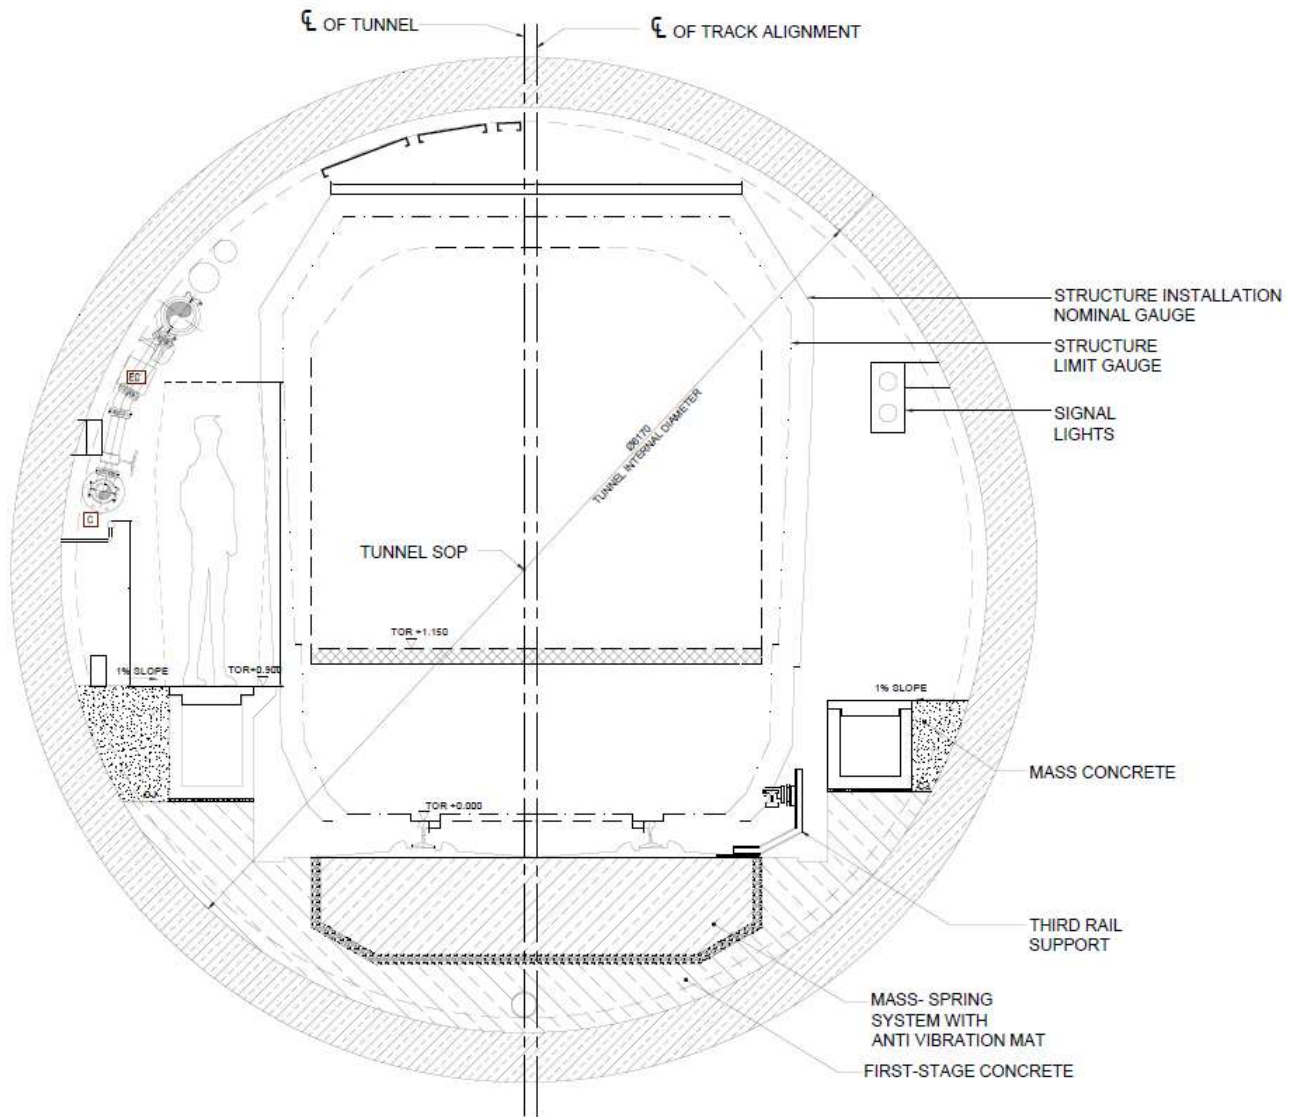 ℄ OF TUNNEL
℄ OF TRACK ALIGNMENT
STRUCTURE INSTALLATION
NOMINAL GAUGE
STRUCTURE
LIMIT GAUGE
EC
SIGNAL
LIGHTS
Ø6170
TUNNEL INTERNAL DIAMETER
C
TUNNEL SOP
TOR +1.150
1% SLOPE
TOR+0.900
1% SLOPE
MASS CONCRETE
TOR +0.000
THIRD RAIL
SUPPORT
MASS- SPRING
SYSTEM WITH
ANTI VIBRATION MAT
FIRST-STAGE CONCRETE